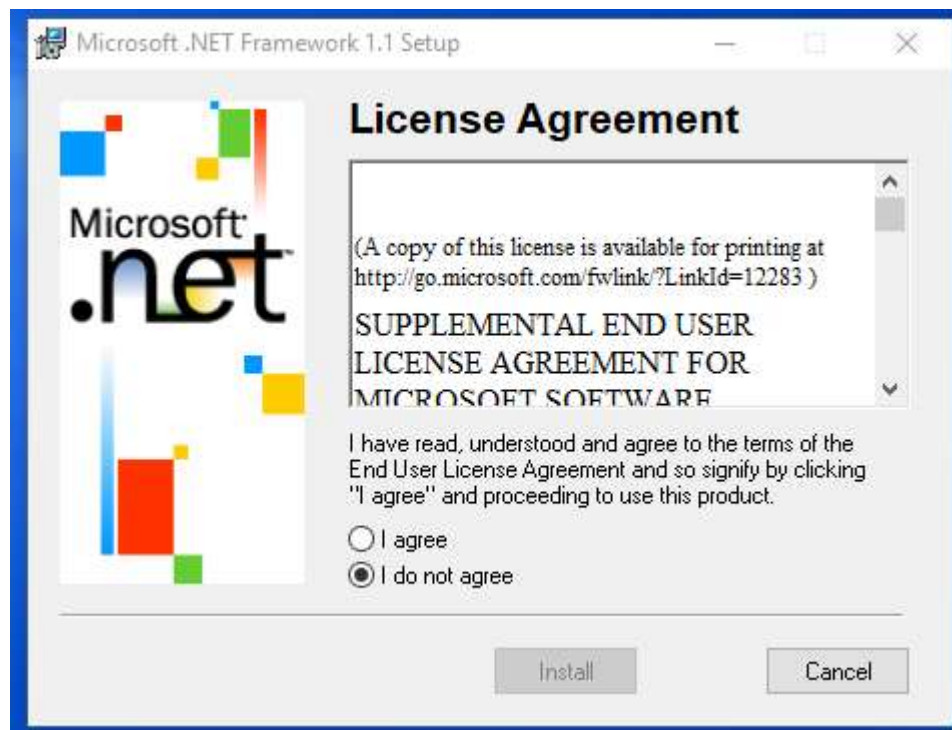 Microsoft .NET Framework 1.1 Setup
License Agreement
Microsoft
.net
(A copy of this license is available for printing at
http://go.microsoft.com/fwlink/?LinkId=12283 )
SUPPLEMENTAL END USER
LICENSE AGREEMENT FOR
MICROSOFT SOFTWARE
I have read, understood and agree to the terms of the
End User License Agreement and so signify by clicking
"I agree" and proceeding to use this product.
I agree
I do not agree
Install
Cancel